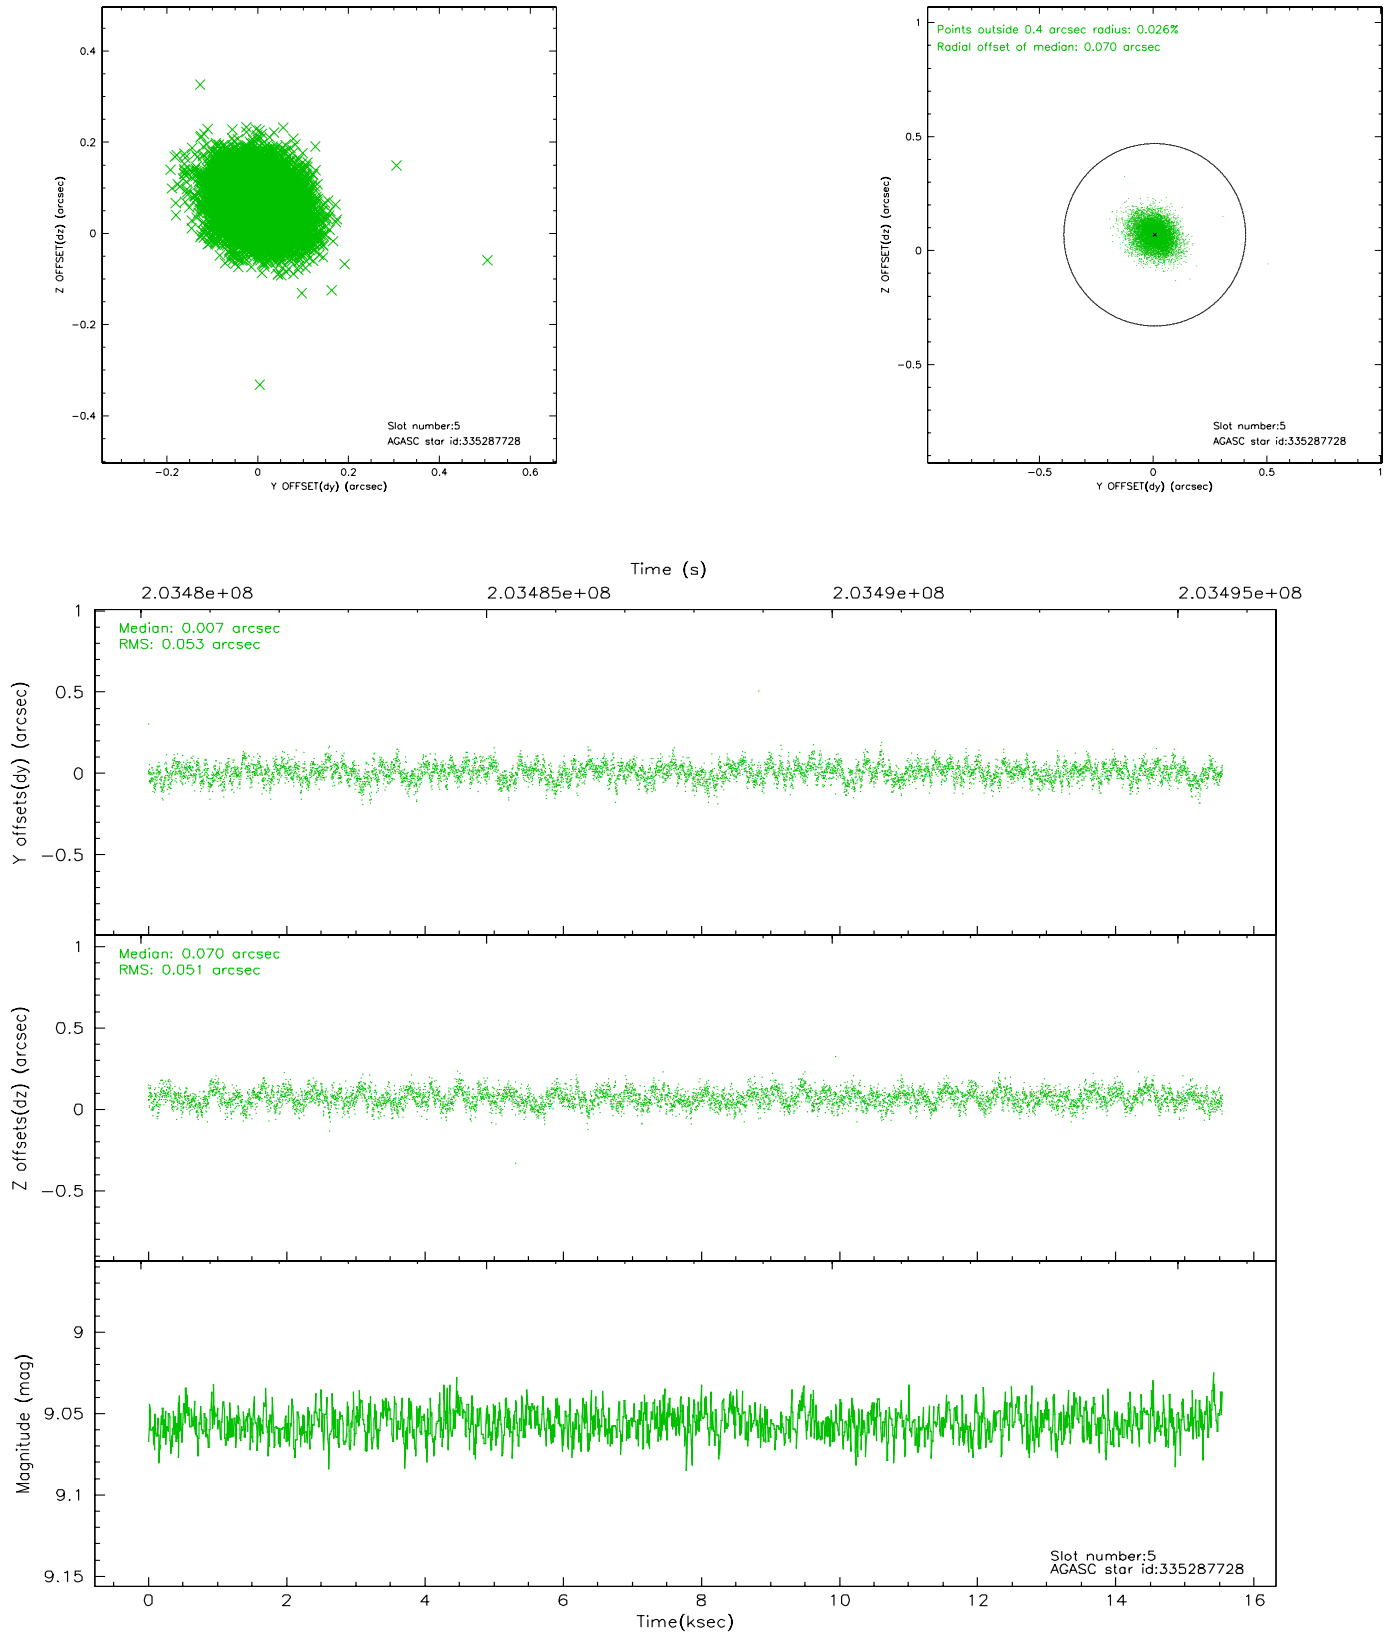 0.4
0.2
0
−0.2
−0.4
Z OFFSET(dz) (arcsec)
−0.2
0
0.2
0.4
0.6
Y OFFSET(dy) (arcsec)
Slot number:5
AGASC star id:335287728
Points outside 0.4 arcsec radius: 0.026%
Radial offset of median: 0.070 arcsec
1
0.5
0
−0.5
Z OFFSET(dz) (arcsec)
−0.5
0
0.5
1
Y OFFSET(dy) (arcsec)
Slot number:5
AGASC star id:335287728
Time (s)
2.0348e+08
2.03485e+08
2.0349e+08
2.03495e+08
Median: 0.007 arcsec
RMS: 0.053 arcsec
1
0.5
0
−0.5
Y offsets(dy) (arcsec)
Median: 0.070 arcsec
RMS: 0.051 arcsec
1
0.5
0
−0.5
Z offsets(dz) (arcsec)
9
9.05
9.1
9.15
Magnitude (mag)
Slot number:5
AGASC star id:335287728
0
2
4
6
8
10
12
14
16
Time(ksec)